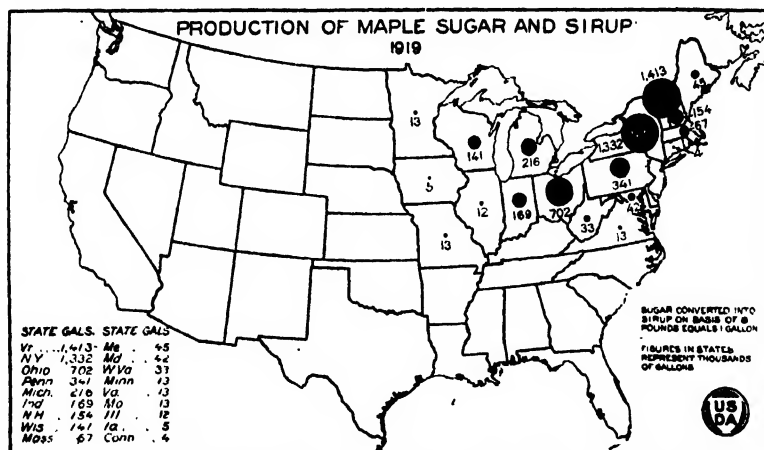 PRODUCTION OF MAPLE SUGAR AND SIRUP
1919
1,413
45
154
67
13
141
216
1,332
341
5
12
169
702
42
33
13
13
SUGAR CONVERTED INTO
SIRUP ON BASIS OF 8
POUNDS EQUALS 1 GALLON
FIGURES IN STATES
REPRESENT THOUSANDS
OF GALLONS
STATE GALS. STATE GALS
Vt ... 1,413 Me . 45
N Y . 1,332 Md . 42
Ohio 702 W Va
Penn 341 Minn 13
Mich. 216 Va. . 13
Ind 169 Mo 13
N H . 154 Ill 12
Wis . 141 Ia. . 5
Mass 67 Conn . 4
US
DA